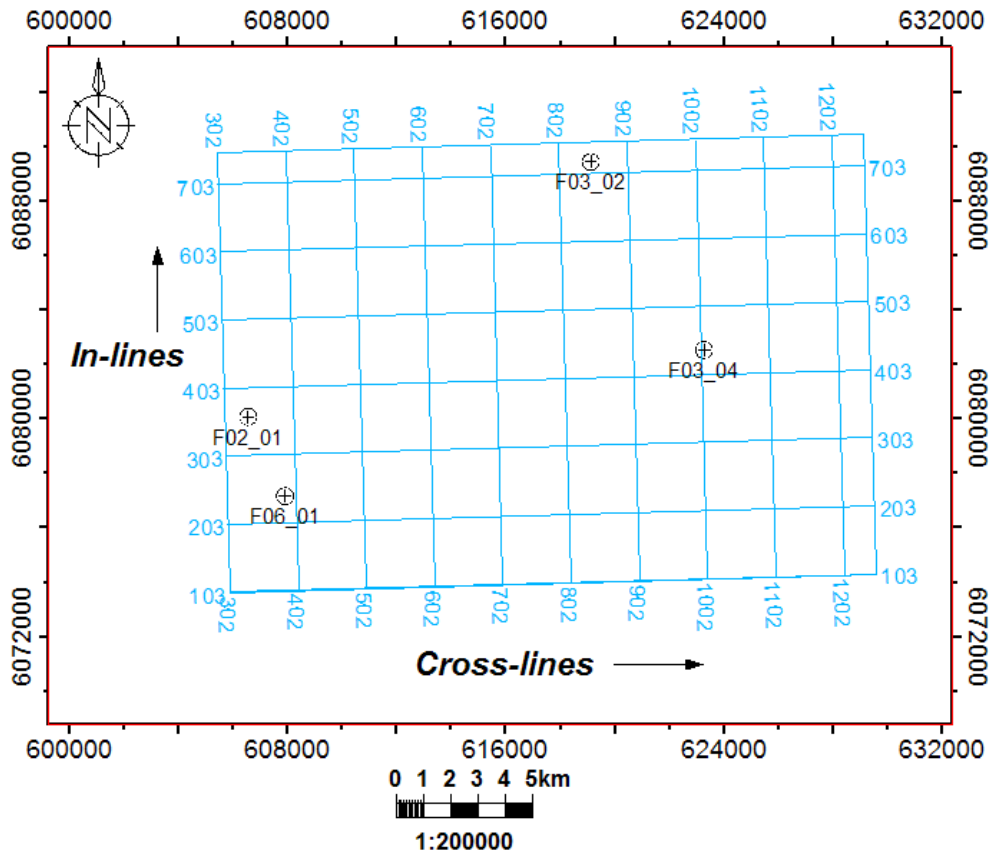 600000 608000 616000 624000 632000
N
302 402 502 602 702 802 902 1002 1102 1202
703 703
F03_02
6088000 6088000
603 603
503 503
In-lines
F03_04
403 403
6080000 6080000
F02_01
303 303
F06_01
203 203
103 103
302 402 502 602 702 802 902 1002 1102 1202
6072000 6072000
Cross-lines
600000 608000 616000 624000 632000
0 1 2 3 4 5km
1:200000